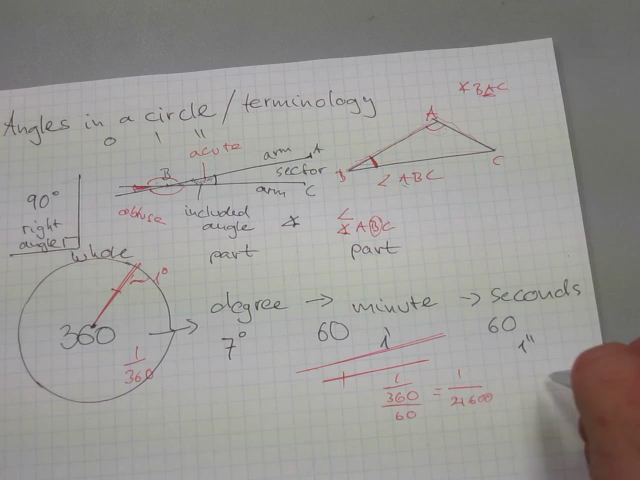 Angles in a circle / terminology
° ' "
∡ BAC
acute
arm A
B
sector
arm C
A
B
C
∠ ABC
90°
right
angle
obtuse
included
angle
∡
∠
∡ ABC
part
part
whole
1°
360
1
360
→ degree → minute → seconds
7°
60
1'
60
1"
1
360
60
= 1
21600